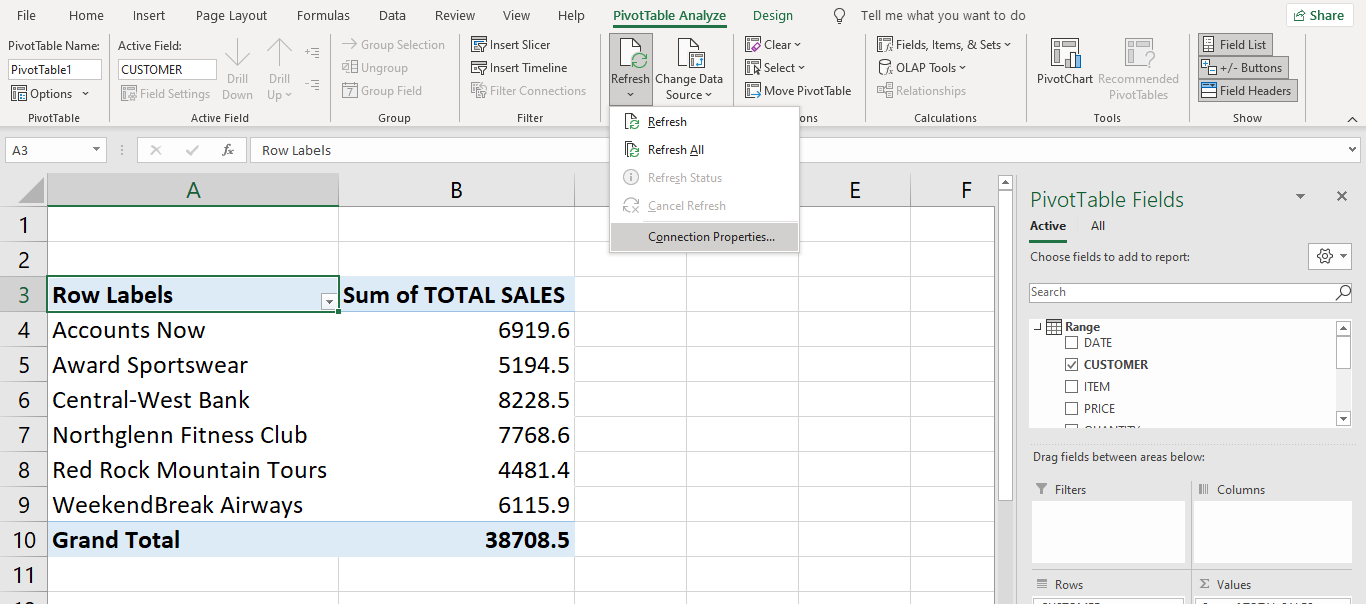 File Home Insert Page Layout Formulas Data Review View Help PivotTable Analyze Design Tell me what you want to do Share
PivotTable Name:
PivotTable1
Options
PivotTable
Active Field:
CUSTOMER
Field Settings
Drill Down
Drill Up
Active Field
Group Selection
Ungroup
Group Field
Group
Insert Slicer
Insert Timeline
Filter Connections
Filter
Refresh
Change Data Source
Clear
Select
Move PivotTable
ons
Fields, Items, & Sets
OLAP Tools
Relationships
Calculations
PivotChart
Recommended PivotTables
Tools
Field List
+/- Buttons
Field Headers
Show
Refresh
Refresh All
Refresh Status
Cancel Refresh
Connection Properties...
A3 fx Row Labels
A B E F
1
2
3 Row Labels Sum of TOTAL SALES
4 Accounts Now 6919.6
5 Award Sportswear 5194.5
6 Central-West Bank 8228.5
7 Northglenn Fitness Club 7768.6
8 Red Rock Mountain Tours 4481.4
9 WeekendBreak Airways 6115.9
10 Grand Total 38708.5
11
PivotTable Fields
Active All
Choose fields to add to report:
Search
Range
DATE
CUSTOMER
ITEM
PRICE
QUANTITY
Drag fields between areas below:
Filters Columns
Rows Σ Values